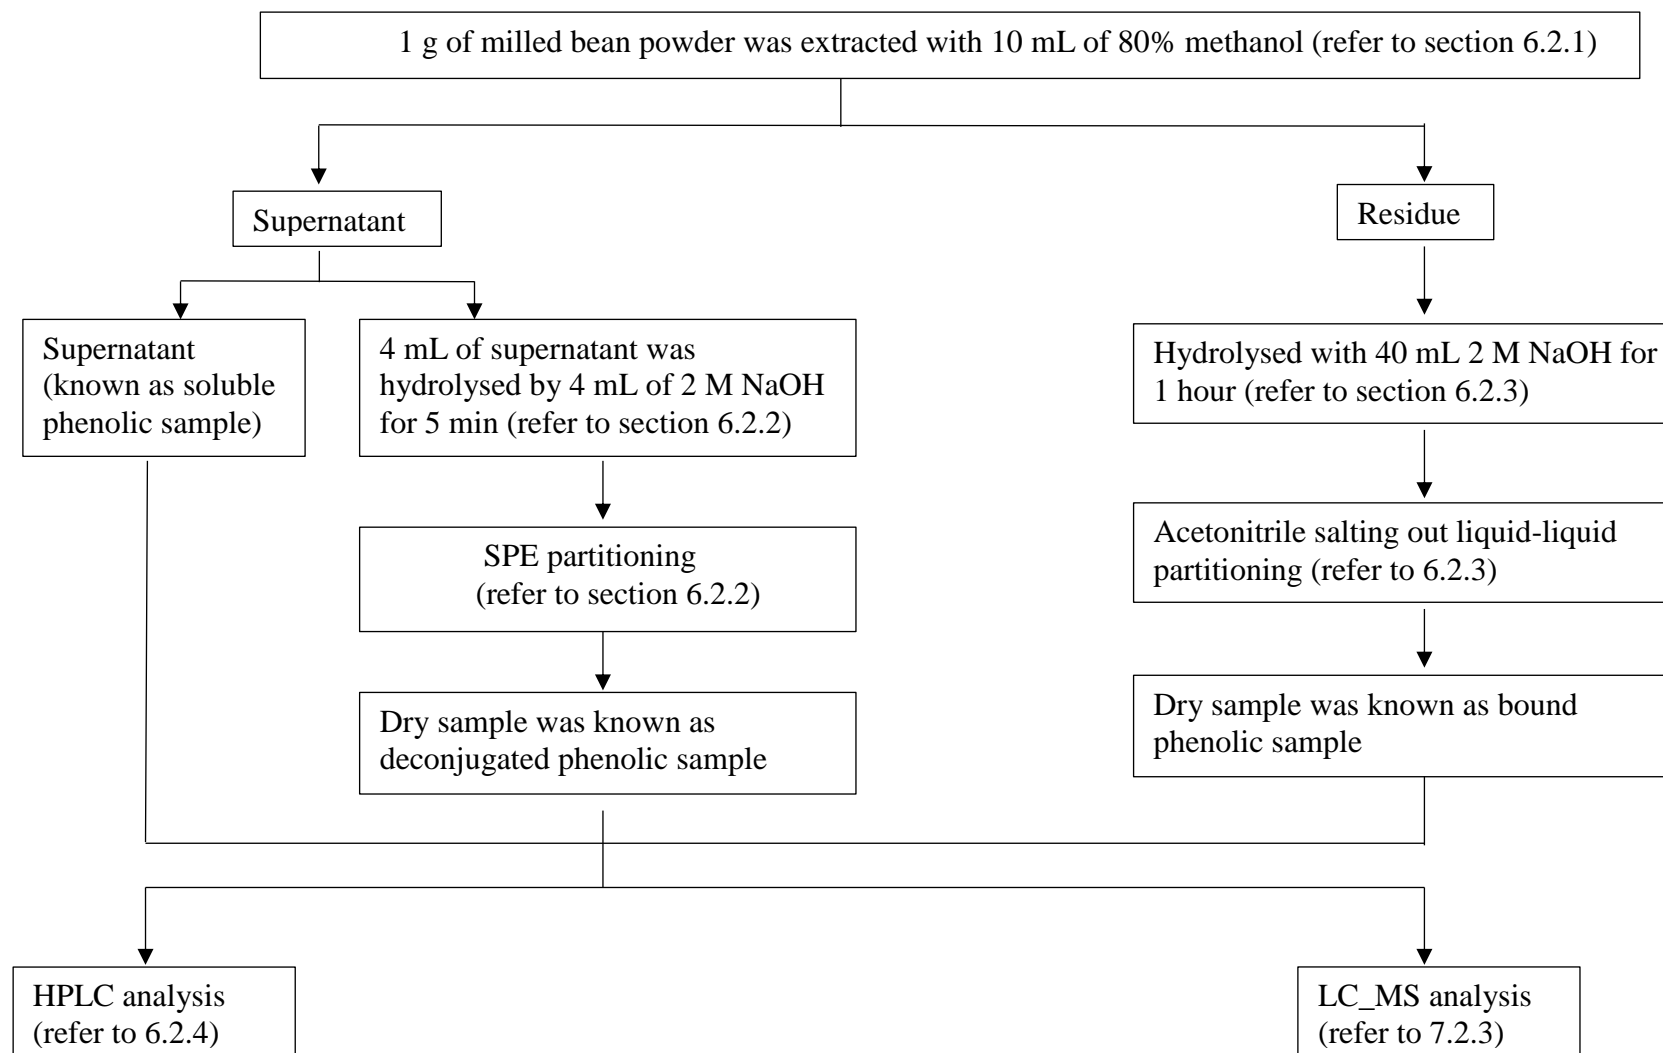 1 g of milled bean powder was extracted with 10 mL of 80% methanol (refer to section 6.2.1)
Supernatant
Residue
Supernatant
(known as soluble
phenolic sample)
4 mL of supernatant was
hydrolysed by 4 mL of 2 M NaOH
for 5 min (refer to section 6.2.2)
Hydrolysed with 40 mL 2 M NaOH for
1 hour (refer to section 6.2.3)
SPE partitioning
(refer to section 6.2.2)
Acetonitrile salting out liquid-liquid
partitioning (refer to 6.2.3)
Dry sample was known as
deconjugated phenolic sample
Dry sample was known as bound
phenolic sample
HPLC analysis
(refer to 6.2.4)
LC_MS analysis
(refer to 7.2.3)